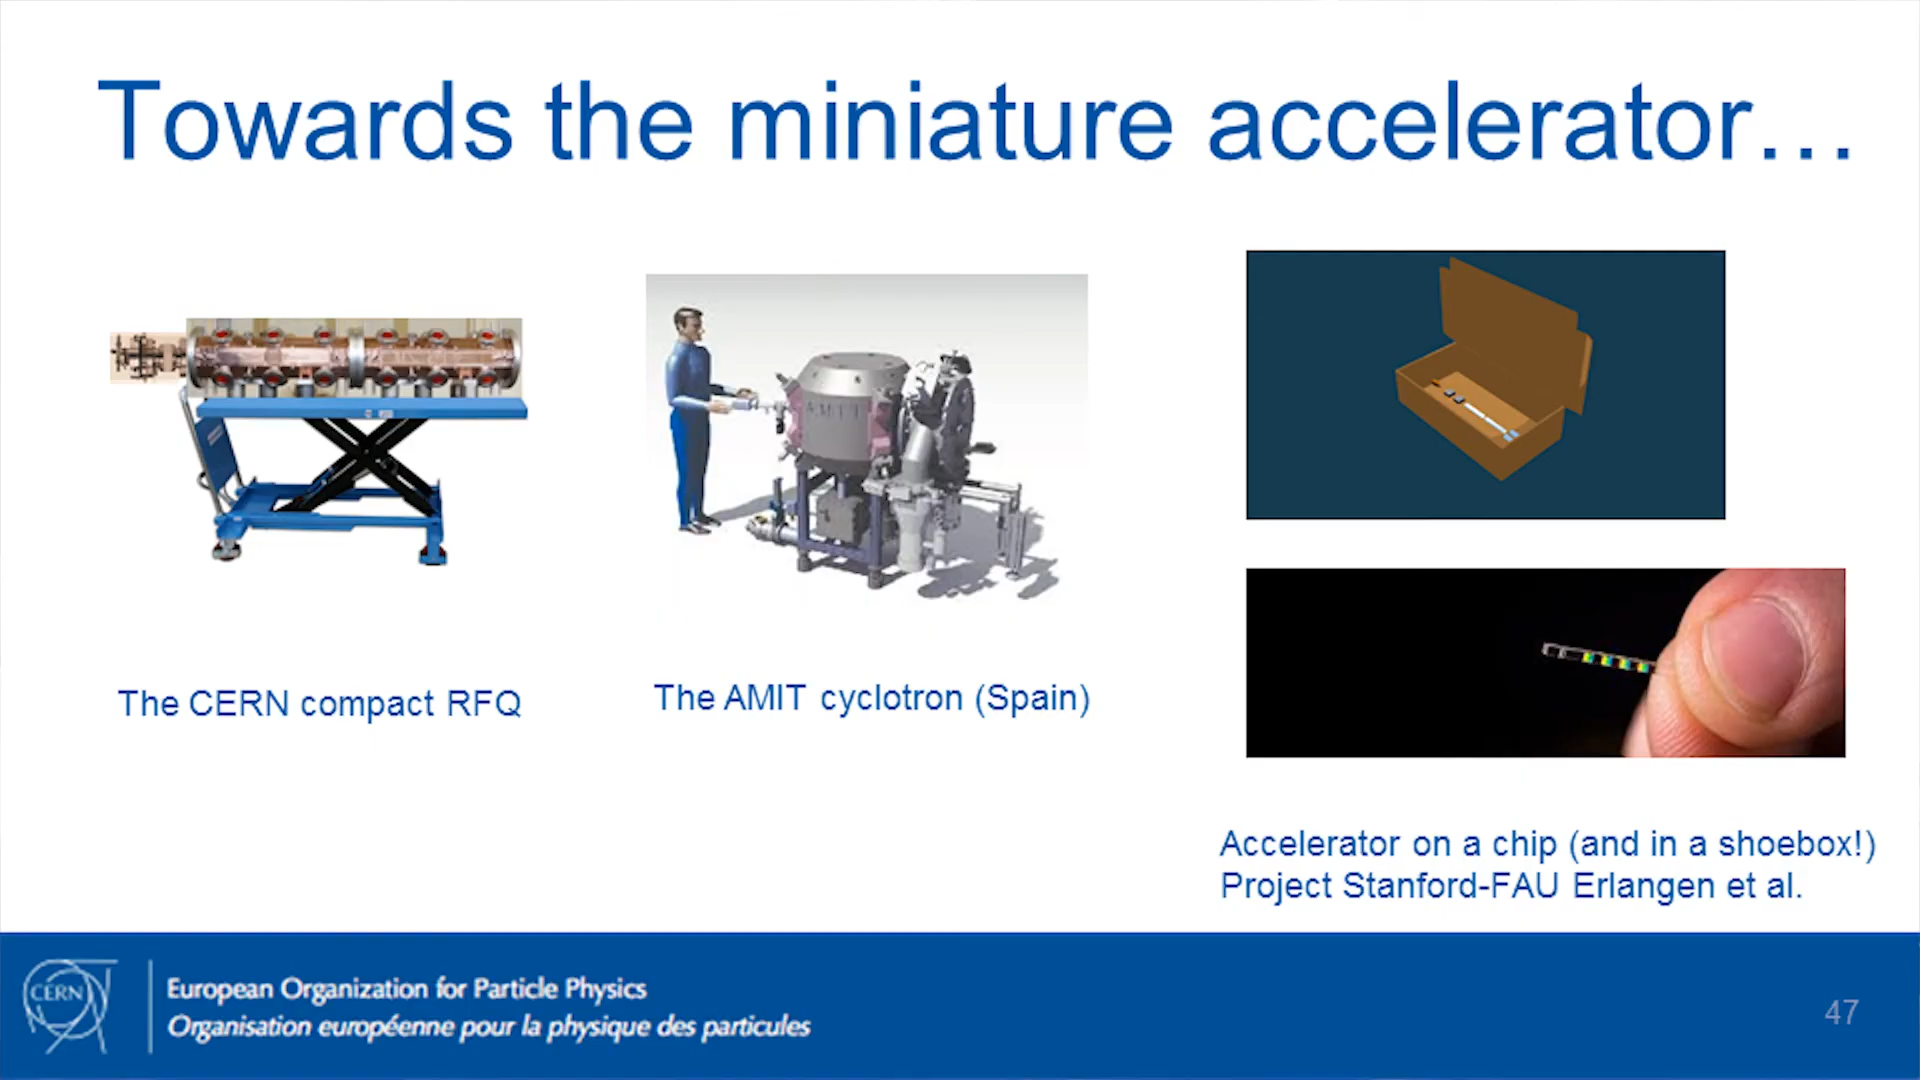 Towards the miniature accelerator...
AMIT
The CERN compact RFQ
The AMIT cyclotron (Spain)
Accelerator on a chip (and in a shoebox!)
Project Stanford-FAU Erlangen et al.
CERN
European Organization for Particle Physics
Organisation européenne pour la physique des particules
47